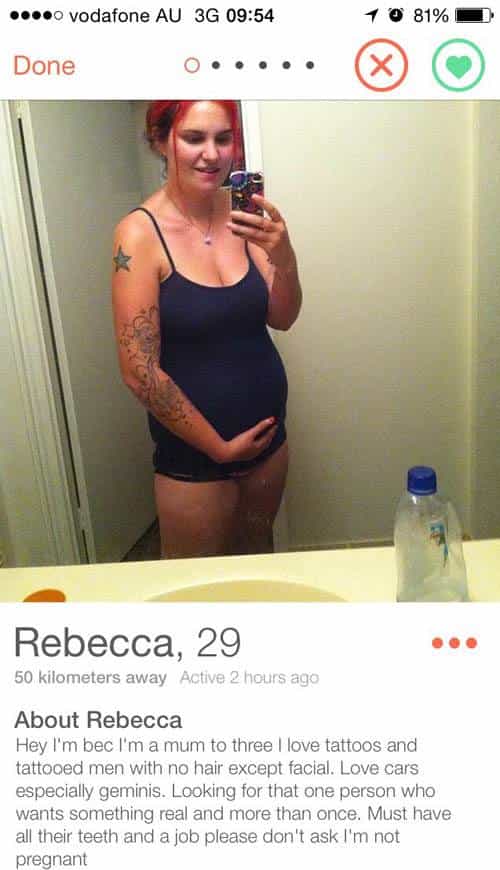 vodafone AU 3G 09:54 81%
Done
Rebecca, 29
50 kilometers away Active 2 hours ago
About Rebecca
Hey I'm bec I'm a mum to three I love tattoos and
tattooed men with no hair except facial. Love cars
especially geminis. Looking for that one person who
wants something real and more than once. Must have
all their teeth and a job please don't ask I'm not
pregnant